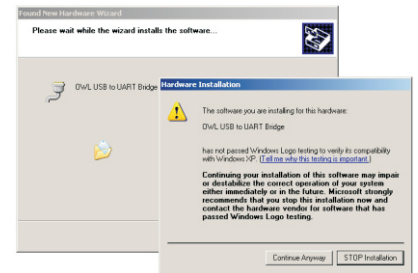 Found New Hardware Wizard
Please wait while the wizard installs the software...
OWL USB to UART Bridge
Hardware Installation
The software you are installing for this hardware:
OWL USB to UART Bridge
has not passed Windows Logo testing to verify its compatibility
with Windows XP. (Tell me why this testing is important.)
Continuing your installation of this software may impair
or destabilize the correct operation of your system
either immediately or in the future. Microsoft strongly
recommends that you stop this installation now and
contact the hardware vendor for software that has
passed Windows Logo testing.
Continue Anyway
STOP Installation